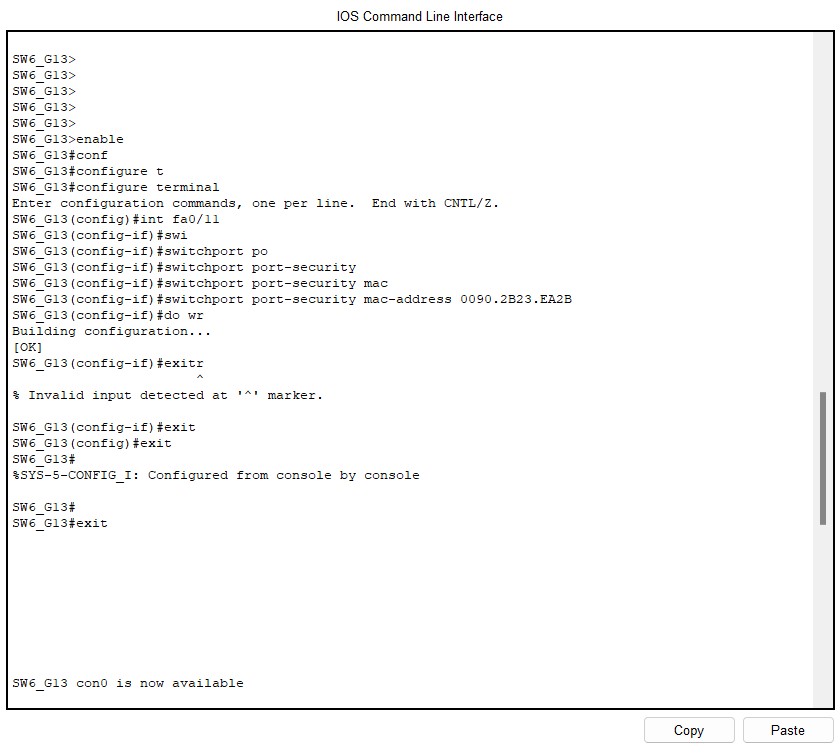 IOS Command Line Interface
SW6_G13>
SW6_G13>
SW6_G13>
SW6_G13>
SW6_G13>
SW6_G13>enable
SW6_G13#conf
SW6_G13#configure t
SW6_G13#configure terminal
Enter configuration commands, one per line.  End with CNTL/Z.
SW6_G13(config)#int fa0/11
SW6_G13(config-if)#swi
SW6_G13(config-if)#switchport po
SW6_G13(config-if)#switchport port-security
SW6_G13(config-if)#switchport port-security mac
SW6_G13(config-if)#switchport port-security mac-address 0090.2B23.EA2B
SW6_G13(config-if)#do wr
Building configuration...
[OK]
SW6_G13(config-if)#exitr
^
% Invalid input detected at '^' marker.
SW6_G13(config-if)#exit
SW6_G13(config)#exit
SW6_G13#
%SYS-5-CONFIG_I: Configured from console by console
SW6_G13#
SW6_G13#exit
SW6_G13 con0 is now available
Copy
Paste